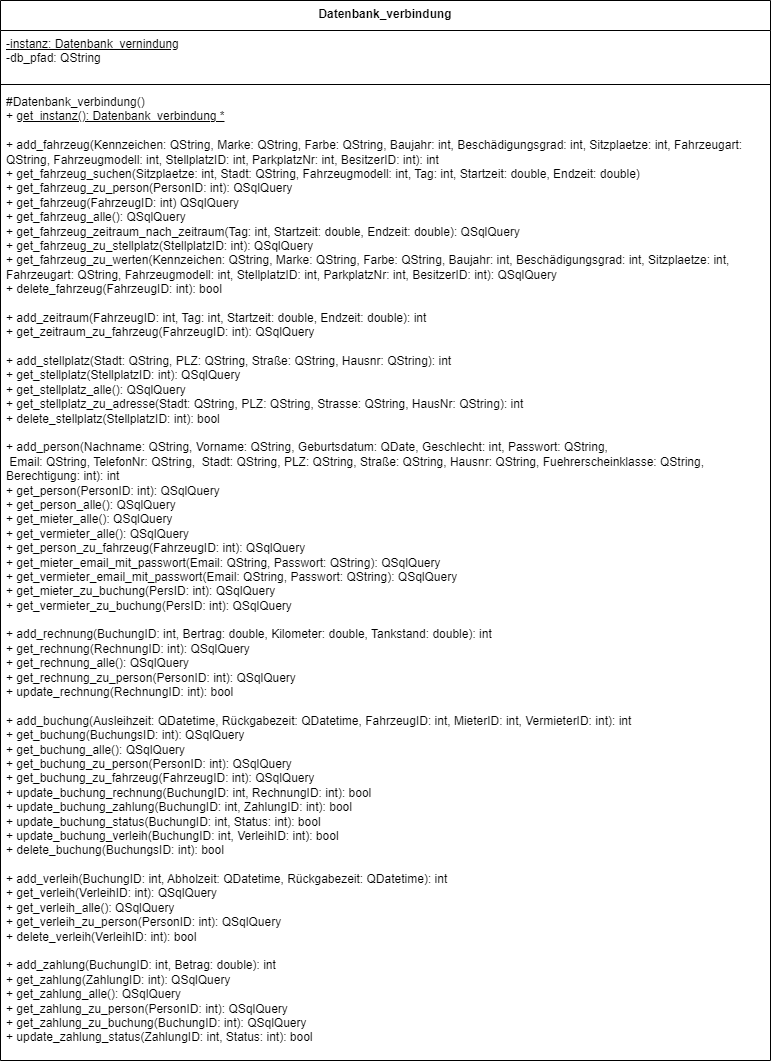 Datenbank_verbindung
-instanz: Datenbank_vernindung
-db_pfad: QString
#Datenbank_verbindung()
+ get_instanz(): Datenbank_verbindung *
+ add_fahrzeug(Kennzeichen: QString, Marke: QString, Farbe: QString, Baujahr: int, Beschädigungsgrad: int, Sitzplaetze: int, Fahrzeugart:
QString, Fahrzeugmodell: int, StellplatzID: int, ParkplatzNr: int, BesitzerID: int): int
+ get_fahrzeug_suchen(Sitzplaetze: int, Stadt: QString, Fahrzeugmodell: int, Tag: int, Startzeit: double, Endzeit: double)
+ get_fahrzeug_zu_person(PersonID: int): QSqlQuery
+ get_fahrzeug(FahrzeugID: int) QSqlQuery
+ get_fahrzeug_alle(): QSqlQuery
+ get_fahrzeug_zeitraum_nach_zeitraum(Tag: int, Startzeit: double, Endzeit: double): QSqlQuery
+ get_fahrzeug_zu_stellplatz(StellplatzID: int): QSqlQuery
+ get_fahrzeug_zu_werten(Kennzeichen: QString, Marke: QString, Farbe: QString, Baujahr: int, Beschädigungsgrad: int, Sitzplaetze: int,
Fahrzeugart: QString, Fahrzeugmodell: int, StellplatzID: int, ParkplatzNr: int, BesitzerID: int): QSqlQuery
+ delete_fahrzeug(FahrzeugID: int): bool
+ add_zeitraum(FahrzeugID: int, Tag: int, Startzeit: double, Endzeit: double): int
+ get_zeitraum_zu_fahrzeug(FahrzeugID: int): QSqlQuery
+ add_stellplatz(Stadt: QString, PLZ: QString, Straße: QString, Hausnr: QString): int
+ get_stellplatz(StellplatzID: int): QSqlQuery
+ get_stellplatz_alle(): QSqlQuery
+ get_stellplatz_zu_adresse(Stadt: QString, PLZ: QString, Strasse: QString, HausNr: QString): int
+ delete_stellplatz(StellplatzID: int): bool
+ add_person(Nachname: QString, Vorname: QString, Geburtsdatum: QDate, Geschlecht: int, Passwort: QString,
Email: QString, TelefonNr: QString, Stadt: QString, PLZ: QString, Straße: QString, Hausnr: QString, Fuehrerscheinklasse: QString,
Berechtigung: int): int
+ get_person(PersonID: int): QSqlQuery
+ get_person_alle(): QSqlQuery
+ get_mieter_alle(): QSqlQuery
+ get_vermieter_alle(): QSqlQuery
+ get_person_zu_fahrzeug(FahrzeugID: int): QSqlQuery
+ get_mieter_email_mit_passwort(Email: QString, Passwort: QString): QSqlQuery
+ get_vermieter_email_mit_passwort(Email: QString, Passwort: QString): QSqlQuery
+ get_mieter_zu_buchung(PersID: int): QSqlQuery
+ get_vermieter_zu_buchung(PersID: int): QSqlQuery
+ add_rechnung(BuchungID: int, Bertrag: double, Kilometer: double, Tankstand: double): int
+ get_rechnung(RechnungID: int): QSqlQuery
+ get_rechnung_alle(): QSqlQuery
+ get_rechnung_zu_person(PersonID: int): QSqlQuery
+ update_rechnung(RechnungID: int): bool
+ add_buchung(Ausleihzeit: QDatetime, Rückgabezeit: QDatetime, FahrzeugID: int, MieterID: int, VermieterID: int): int
+ get_buchung(BuchungsID: int): QSqlQuery
+ get_buchung_alle(): QSqlQuery
+ get_buchung_zu_person(PersonID: int): QSqlQuery
+ get_buchung_zu_fahrzeug(FahrzeugID: int): QSqlQuery
+ update_buchung_rechnung(BuchungID: int, RechnungID: int): bool
+ update_buchung_zahlung(BuchungID: int, ZahlungID: int): bool
+ update_buchung_status(BuchungID: int, Status: int): bool
+ update_buchung_verleih(BuchungID: int, VerleihID: int): bool
+ delete_buchung(BuchungsID: int): bool
+ add_verleih(BuchungID: int, Abholzeit: QDatetime, Rückgabezeit: QDatetime): int
+ get_verleih(VerleihID: int): QSqlQuery
+ get_verleih_alle(): QSqlQuery
+ get_verleih_zu_person(PersonID: int): QSqlQuery
+ delete_verleih(VerleihID: int): bool
+ add_zahlung(BuchungID: int, Betrag: double): int
+ get_zahlung(ZahlungID: int): QSqlQuery
+ get_zahlung_alle(): QSqlQuery
+ get_zahlung_zu_person(PersonID: int): QSqlQuery
+ get_zahlung_zu_buchung(BuchungID: int): QSqlQuery
+ update_zahlung_status(ZahlungID: int, Status: int): bool